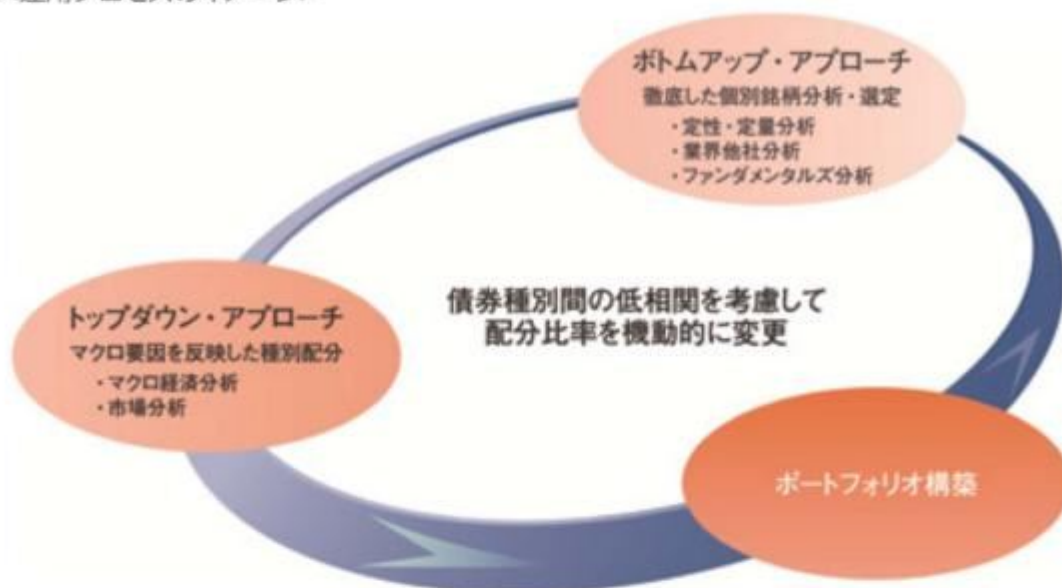 ボトムアップ・アプローチ
徹底した個別銘柄分析・選定
・定性・定量分析
・業界他社分析
・ファンダメンタルズ分析
債券種別間の低相関を考慮して
配分比率を機動的に変更
トップダウン・アプローチ
マクロ要因を反映した種別配分
・マクロ経済分析
・市場分析
ポートフォリオ構築